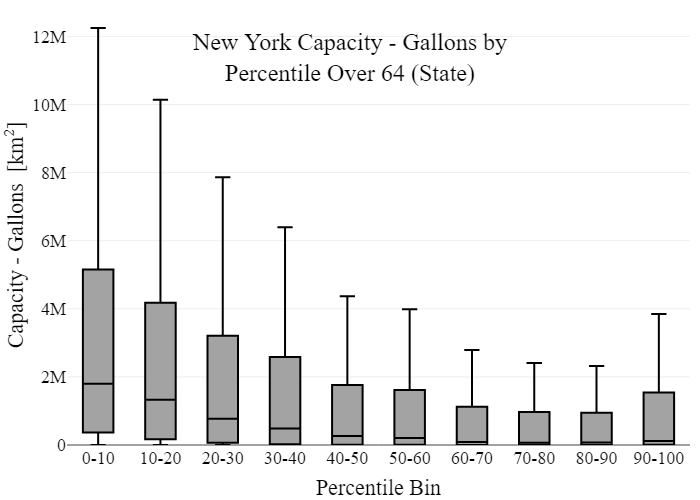 New York Capacity - Gallons by
Percentile Over 64 (State)
Capacity - Gallons [km²]
12M
10M
8M
6M
4M
2M
0
0-10 10-20 20-30 30-40 40-50 50-60 60-70 70-80 80-90 90-100
Percentile Bin